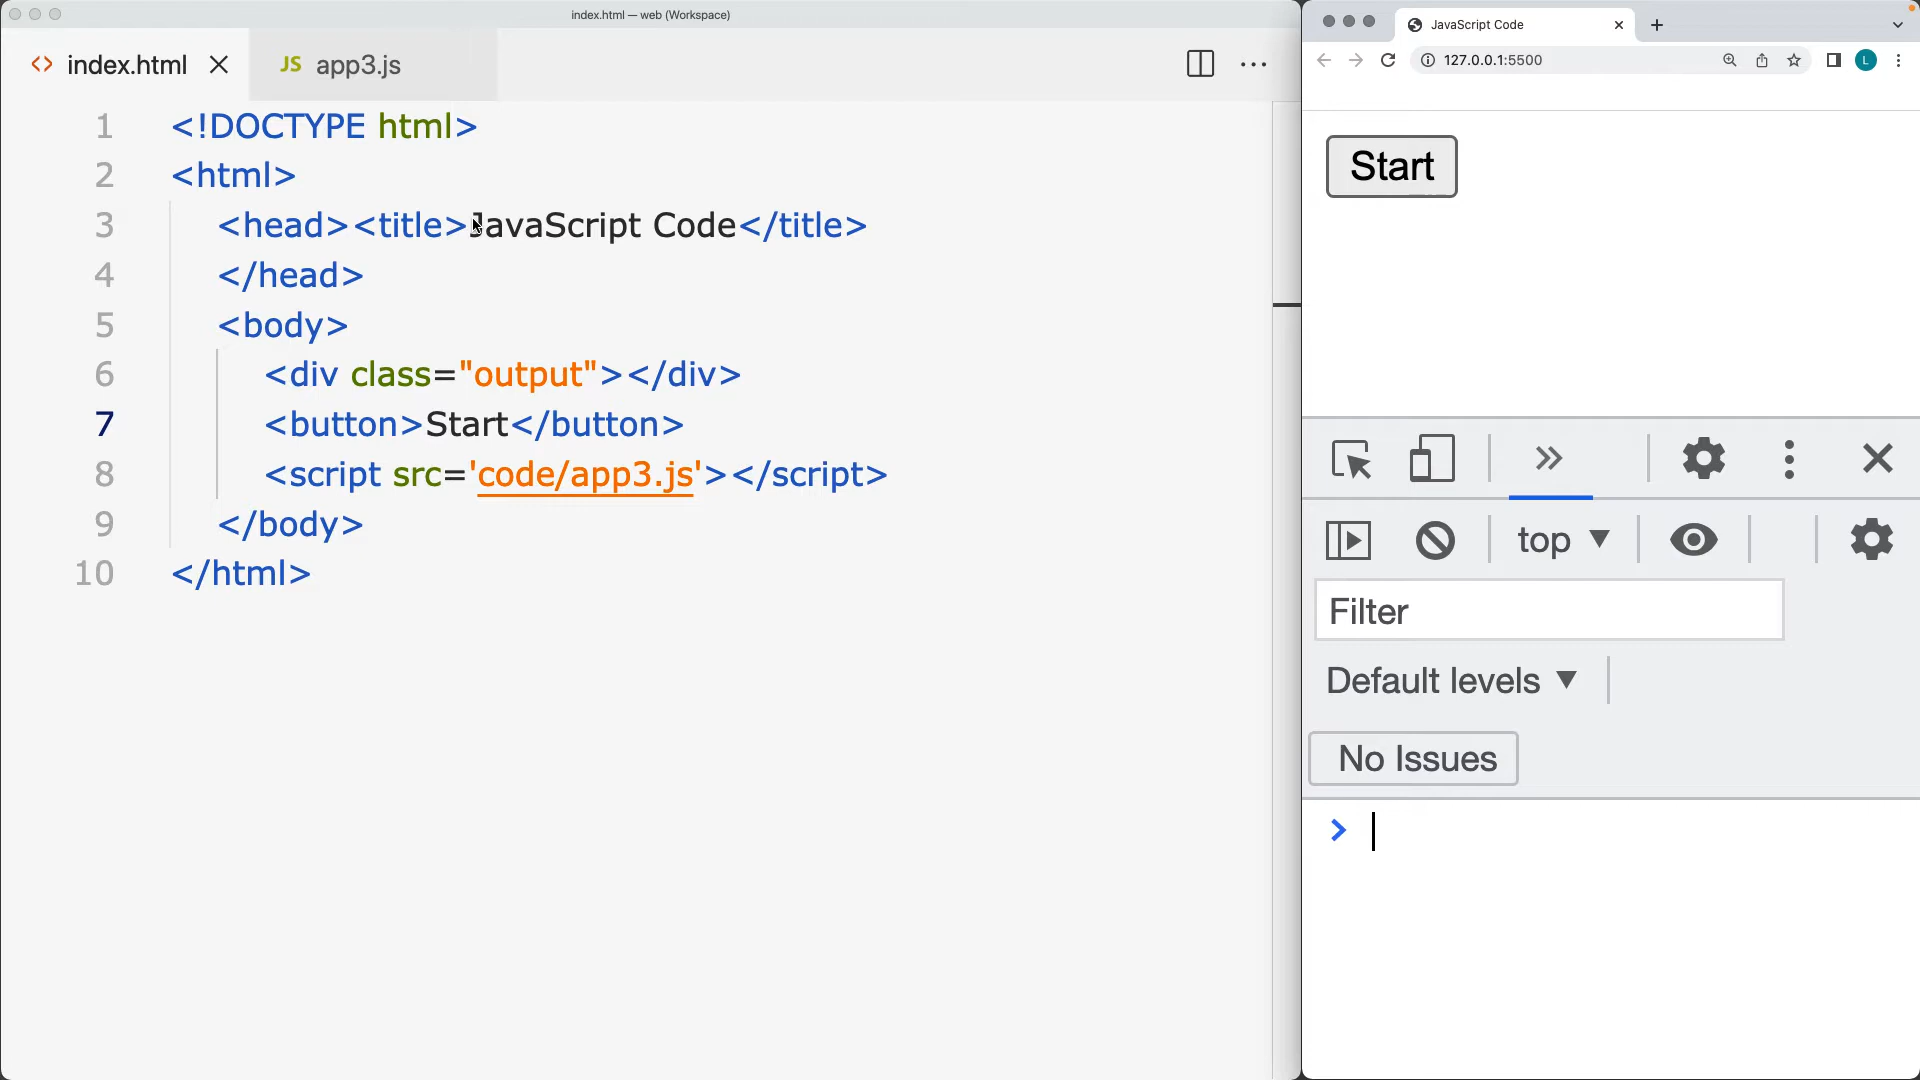 index.html — web (Workspace)
index.html
JS app3.js
1 <!DOCTYPE html>
2 <html>
3 <head><title>JavaScript Code</title>
4 </head>
5 <body>
6 <div class="output"></div>
7 <button>Start</button>
8 <script src='code/app3.js'></script>
9 </body>
10 </html>
JavaScript Code
127.0.0.1:5500
L
Start
top
Filter
Default levels
No Issues